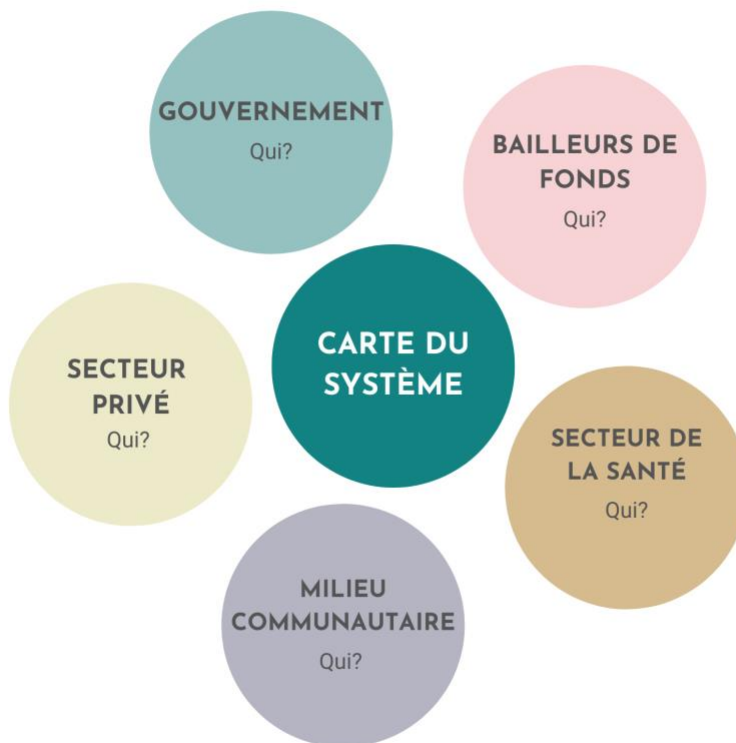 GOUVERNEMENT
Qui?
BAILLEURS DE
FONDS
Qui?
CARTE DU
SYSTÈME
SECTEUR
PRIVÉ
Qui?
SECTEUR DE
LA SANTÉ
Qui?
MILIEU
COMMUNAUTAIRE
Qui?